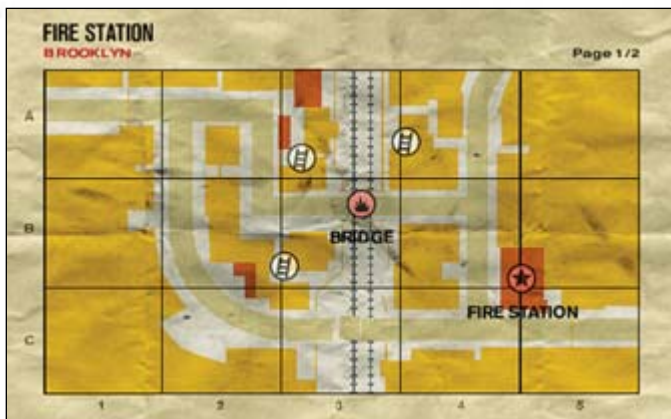 FIRE STATION
BROOKLYN
Page 1/2
A
B
BRIDGE
FIRE STATION
C
1 2 3 4 5